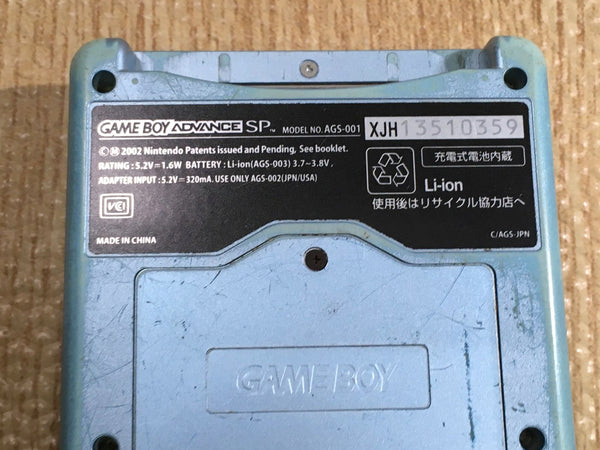 GAME BOY ADVANCE SP™ MODEL NO. AGS-001 XJH13510359
© Ⓜ 2002 Nintendo Patents issued and Pending, See booklet.
RATING : 5.2V⎓1.6W BATTERY : Li-ion(AGS-003) 3.7~3.8V ,
ADAPTER INPUT : 5.2V⎓320mA. USE ONLY AGS-002(JPN/USA)
VCI
MADE IN CHINA
充電式電池内蔵
Li-ion
使用後はリサイクル協力店へ
C/AGS-JPN
GAME BOY